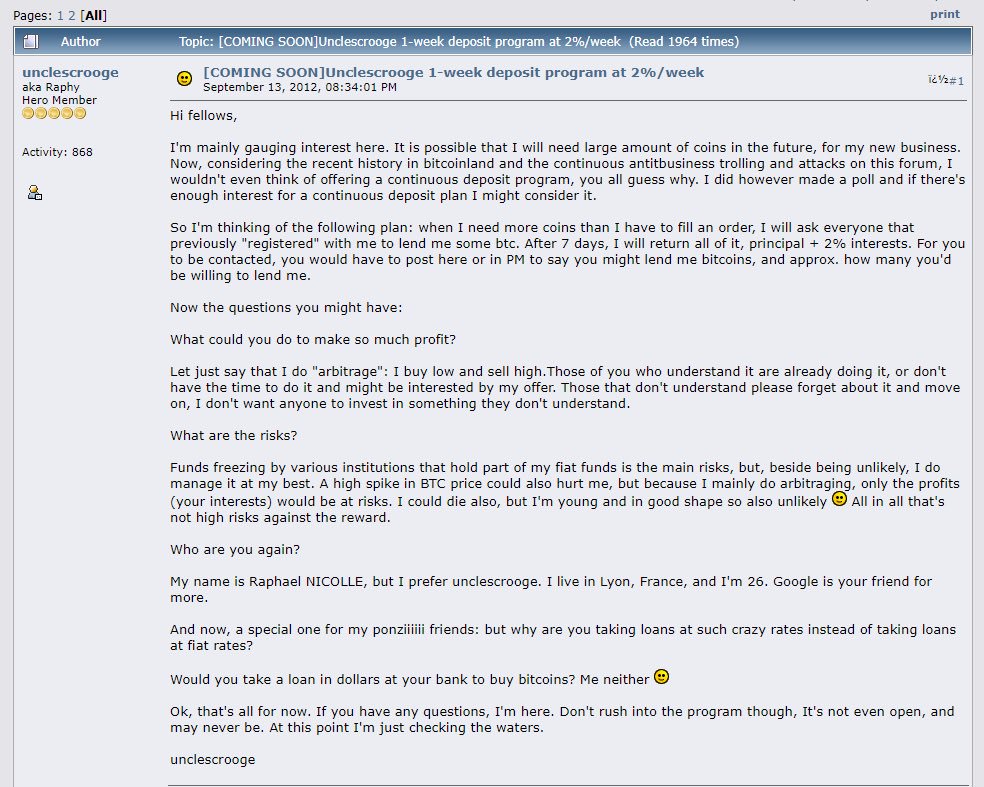 Pages: 1 2 [All]
print
Author
Topic: [COMING SOON]Unclescrooge 1-week deposit program at 2%/week (Read 1964 times)
unclescrooge
aka Raphy
Hero Member
Activity: 868
[COMING SOON]Unclescrooge 1-week deposit program at 2%/week
September 13, 2012, 08:34:01 PM
ï¿½#1
Hi fellows,
I'm mainly gauging interest here. It is possible that I will need large amount of coins in the future, for my new business.
Now, considering the recent history in bitcoinland and the continuous antitbusiness trolling and attacks on this forum, I
wouldn't even think of offering a continuous deposit program, you all guess why. I did however made a poll and if there's
enough interest for a continuous deposit plan I might consider it.
So I'm thinking of the following plan: when I need more coins than I have to fill an order, I will ask everyone that
previously "registered" with me to lend me some btc. After 7 days, I will return all of it, principal + 2% interests. For you
to be contacted, you would have to post here or in PM to say you might lend me bitcoins, and approx. how many you'd
be willing to lend me.
Now the questions you might have:
What could you do to make so much profit?
Let just say that I do "arbitrage": I buy low and sell high.Those of you who understand it are already doing it, or don't
have the time to do it and might be interested by my offer. Those that don't understand please forget about it and move
on, I don't want anyone to invest in something they don't understand.
What are the risks?
Funds freezing by various institutions that hold part of my fiat funds is the main risks, but, beside being unlikely, I do
manage it at my best. A high spike in BTC price could also hurt me, but because I mainly do arbitraging, only the profits
(your interests) would be at risks. I could die also, but I'm young and in good shape so also unlikely All in all that's
not high risks against the reward.
Who are you again?
My name is Raphael NICOLLE, but I prefer unclescrooge. I live in Lyon, France, and I'm 26. Google is your friend for
more.
And now, a special one for my ponziiiiii friends: but why are you taking loans at such crazy rates instead of taking loans
at fiat rates?
Would you take a loan in dollars at your bank to buy bitcoins? Me neither
Ok, that's all for now. If you have any questions, I'm here. Don't rush into the program though, It's not even open, and
may never be. At this point I'm just checking the waters.
unclescrooge